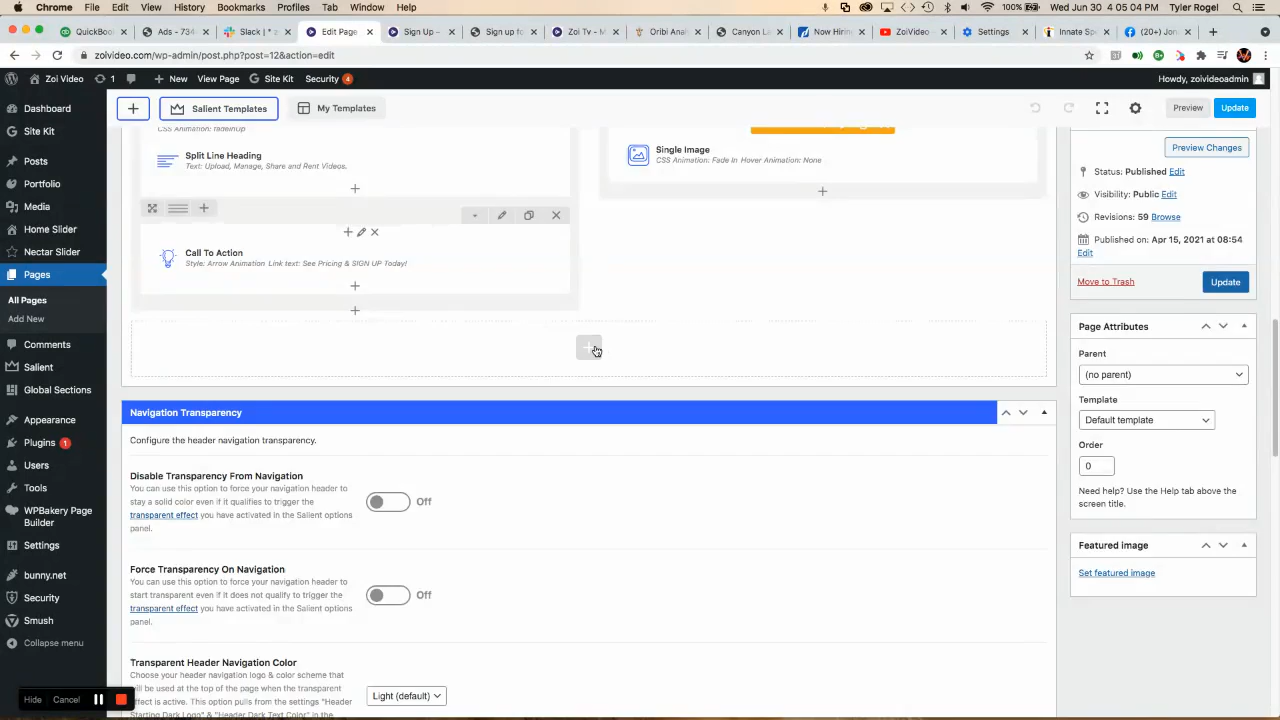 Chrome File Edit View History Bookmarks Profiles Tab Window Help
100% Wed Jun 30 4:05:04 PM Tyler Rogel
QuickBook
Ads - 734-
Slack | * z
Edit Page
Sign Up –
Sign up fo
Zol Tv - M
Oribi Anal
Canyon La
Now Hirin
ZolVideo
Settings
Innate Spe
(20+) Jon
zolvideo.com/wp-admin/post.php?post=12&action=edit
Zol Video 1 New View Page Site Kit Security 4
Howdy, zolvideoadmin
Dashboard
Site Kit
Posts
Portfolio
Media
Home Slider
Nectar Slider
Pages
All Pages
Add New
Comments
Salient
Global Sections
Appearance
Plugins 1
Users
Tools
WPBakery Page
Builder
Settings
bunny.net
Security
Smush
Collapse menu
Hide Cancel
Salient Templates
My Templates
Preview
Update
CSS Animation: fadeInUp
Split Line Heading
Text: Upload, Manage, Share and Rent Videos.
Single Image
CSS Animation: Fade In Hover Animation: None
Call To Action
Style: Arrow Animation Link text: See Pricing & SIGN UP Today!
Navigation Transparency
Configure the header navigation transparency.
Disable Transparency From Navigation
You can use this option to force your navigation header to
stay a solid color even if it qualifies to trigger the
transparent effect you have activated in the Salient options
panel.
Off
Force Transparency On Navigation
You can use this option to force your navigation header to
start transparent even if it does not qualify to trigger the
transparent effect you have activated in the Salient options
panel.
Off
Transparent Header Navigation Color
Choose your header navigation logo & color scheme that
will be used at the top of the page when the transparent
effect is active. This option pulls from the settings "Header
Starting Dark Logo" & "Header Dark Text Color" in the
Light (default)
Preview Changes
Status: Published Edit
Visibility: Public Edit
Revisions: 59 Browse
Published on: Apr 15, 2021 at 08:54
Edit
Move to Trash
Update
Page Attributes
Parent
(no parent)
Template
Default template
Order
0
Need help? Use the Help tab above the
screen title.
Featured image
Set featured image